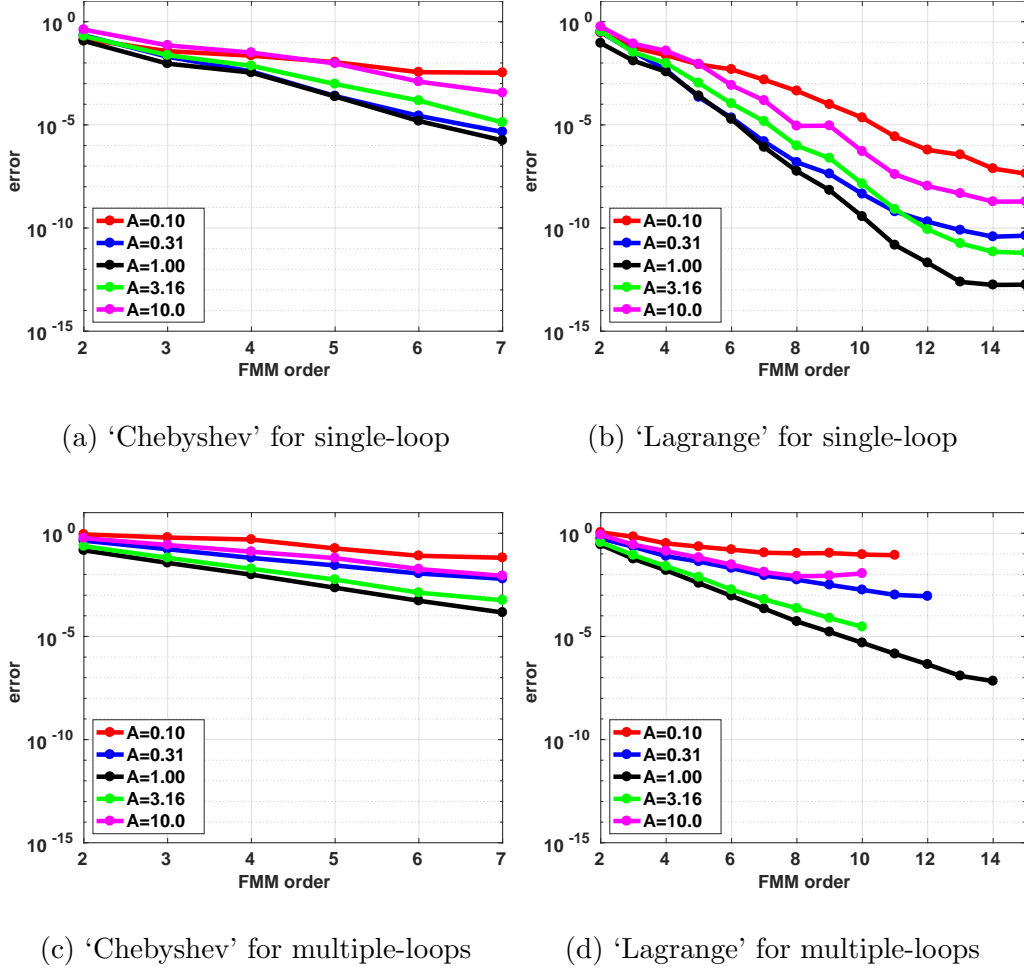 10^0
10^-5
10^-10
10^-15
error
A=0.10
A=0.31
A=1.00
A=3.16
A=10.0
2 3 4 5 6 7
FMM order
(a) ‘Chebyshev’ for single-loop
10^0
10^-5
10^-10
10^-15
error
A=0.10
A=0.31
A=1.00
A=3.16
A=10.0
2 4 6 8 10 12 14
FMM order
(b) ‘Lagrange’ for single-loop
10^0
10^-5
10^-10
10^-15
error
A=0.10
A=0.31
A=1.00
A=3.16
A=10.0
2 3 4 5 6 7
FMM order
(c) ‘Chebyshev’ for multiple-loops
10^0
10^-5
10^-10
10^-15
error
A=0.10
A=0.31
A=1.00
A=3.16
A=10.0
2 4 6 8 10 12 14
FMM order
(d) ‘Lagrange’ for multiple-loops